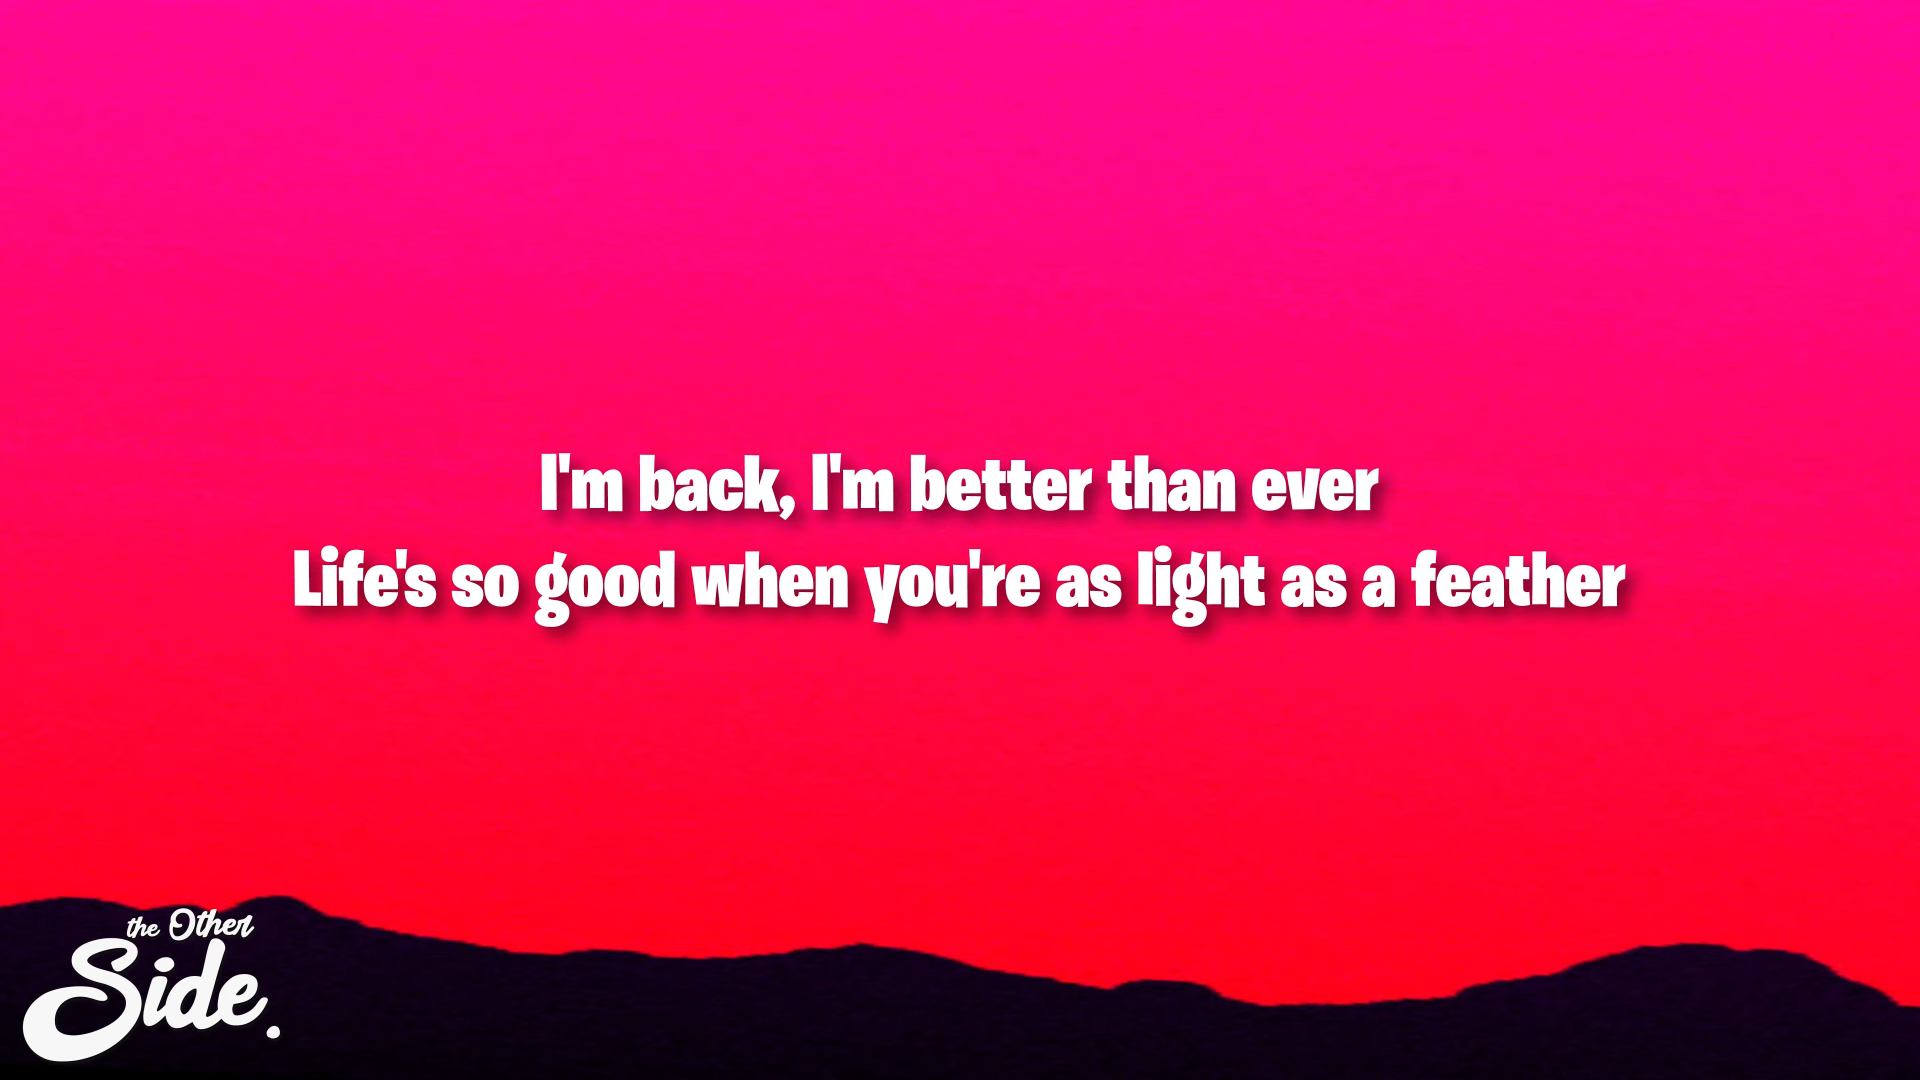 I'm back, I'm better than ever
Life's so good when you're as light as a feather
the Other
Side.